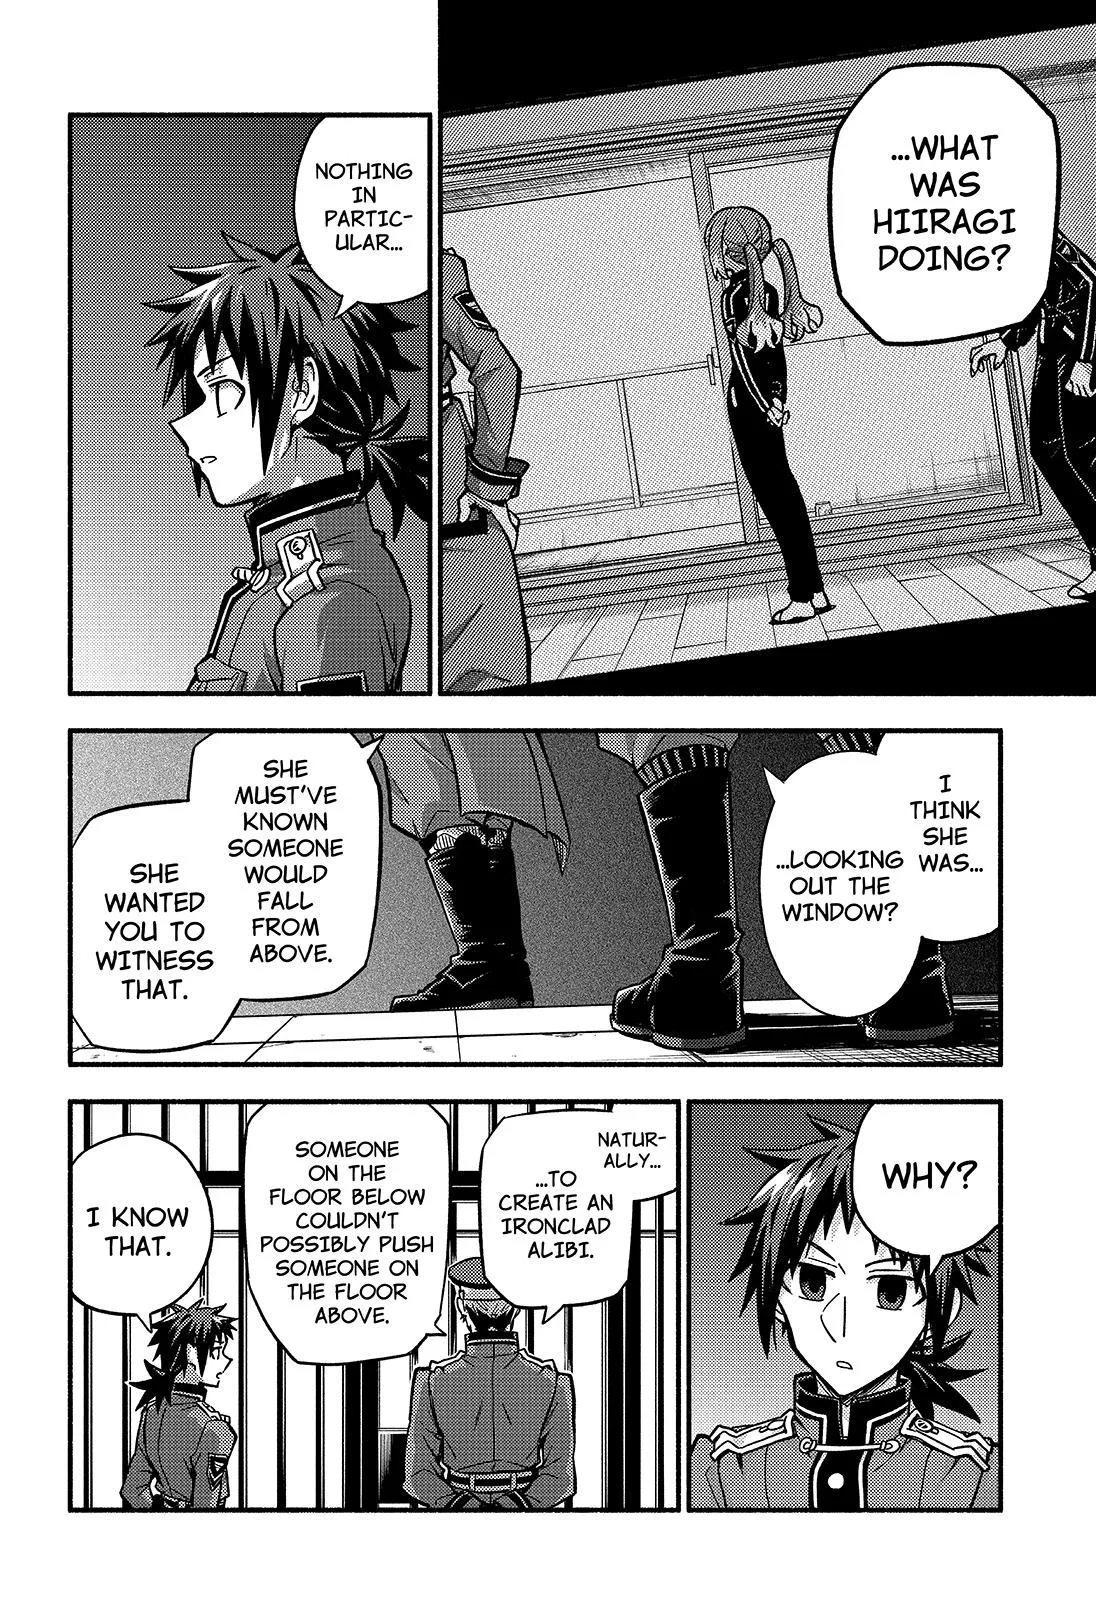 ...WHAT
WAS
HIIRAGI
DOING?
NOTHING
IN
PARTIC-
ULAR...
I
THINK
SHE
WAS...
...LOOKING
OUT THE
WINDOW?
SHE
MUST'VE
KNOWN
SOMEONE
WOULD
FALL
FROM
ABOVE.
SHE
WANTED
YOU TO
WITNESS
THAT.
WHY?
NATUR-
ALLY...
...TO
CREATE AN
IRONCLAD
ALIBI.
SOMEONE
ON THE
FLOOR BELOW
COULDN'T
POSSIBLY PUSH
SOMEONE ON
THE FLOOR
ABOVE.
I KNOW
THAT.